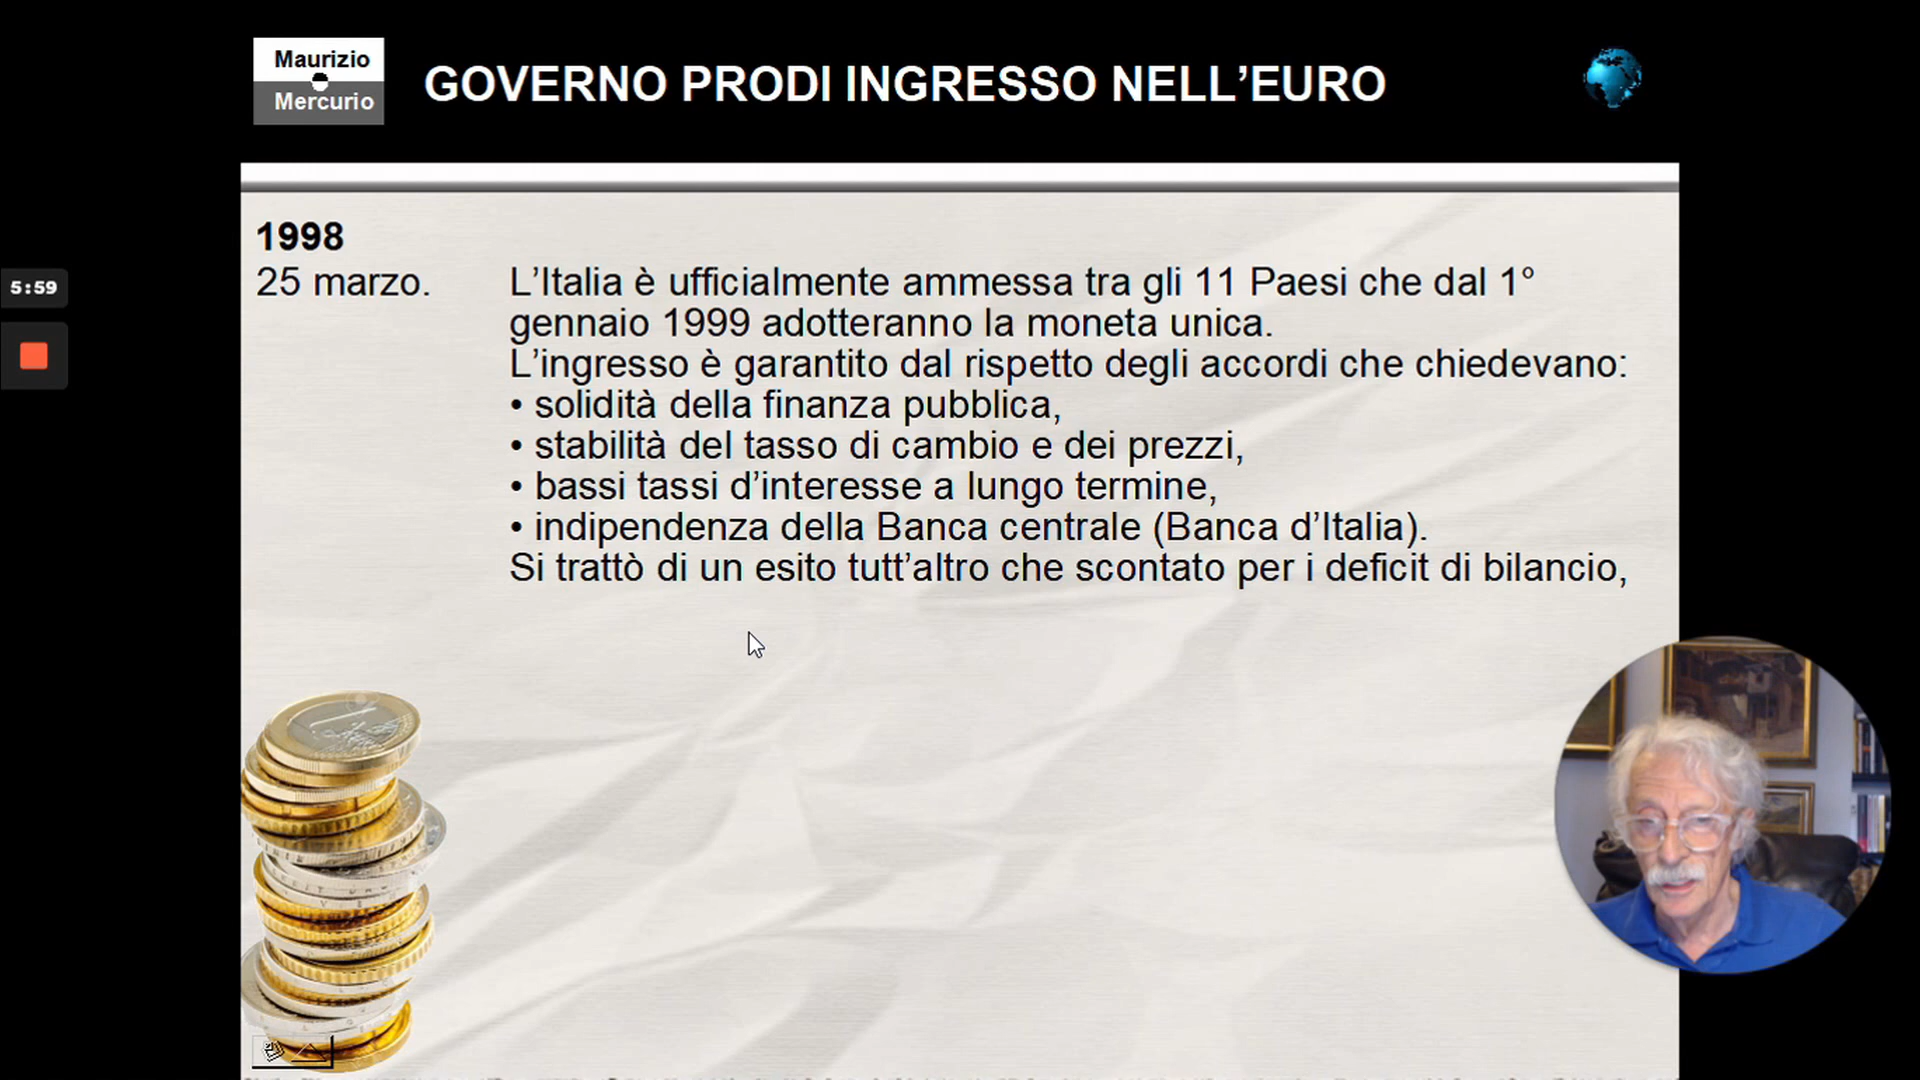 Maurizio
Mercurio
GOVERNO PRODI INGRESSO NELL’EURO
1998
25 marzo. L’Italia è ufficialmente ammessa tra gli 11 Paesi che dal 1°
gennaio 1999 adotteranno la moneta unica.
L’ingresso è garantito dal rispetto degli accordi che chiedevano:
• solidità della finanza pubblica,
• stabilità del tasso di cambio e dei prezzi,
• bassi tassi d’interesse a lungo termine,
• indipendenza della Banca centrale (Banca d’Italia).
Si trattò di un esito tutt’altro che scontato per i deficit di bilancio,
5:59